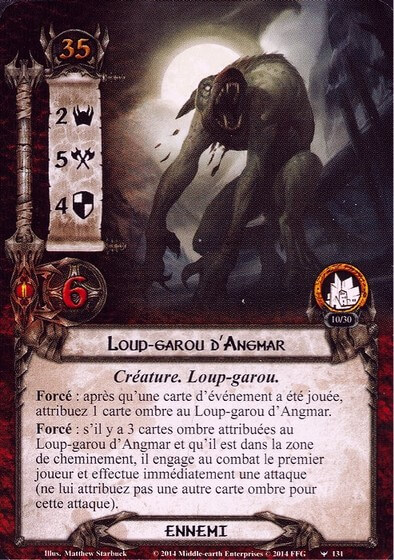 35
2
5
4
6
10/30
Loup-garou d'Angmar
Créature. Loup-garou.
Forcé : après qu'une carte d'événement a été jouée,
attribuez 1 carte ombre au Loup-garou d'Angmar.
Forcé : s'il y a 3 cartes ombre attribuées au
Loup-garou d'Angmar et qu'il est dans la zone
de cheminement, il engage au combat le premier
joueur et effectue immédiatement une attaque
(ne lui attribuez pas une autre carte ombre pour
cette attaque).
ENNEMI
Illus. Matthew Starbuck © 2014 Middle-earth Enterprises © 2014 FFG 131